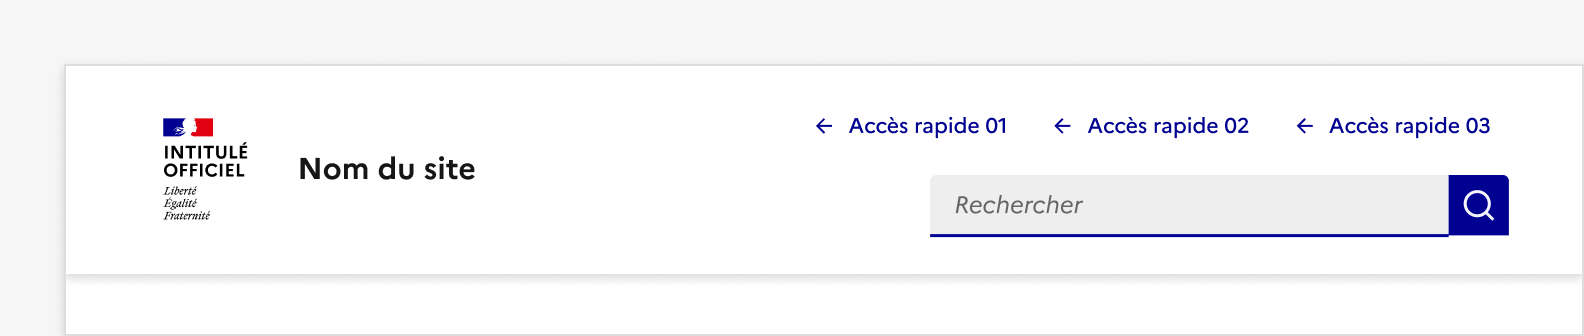 INTITULÉ
OFFICIEL
Liberté
Égalité
Fraternité
Nom du site
Accès rapide 01
Accès rapide 02
Accès rapide 03
Rechercher